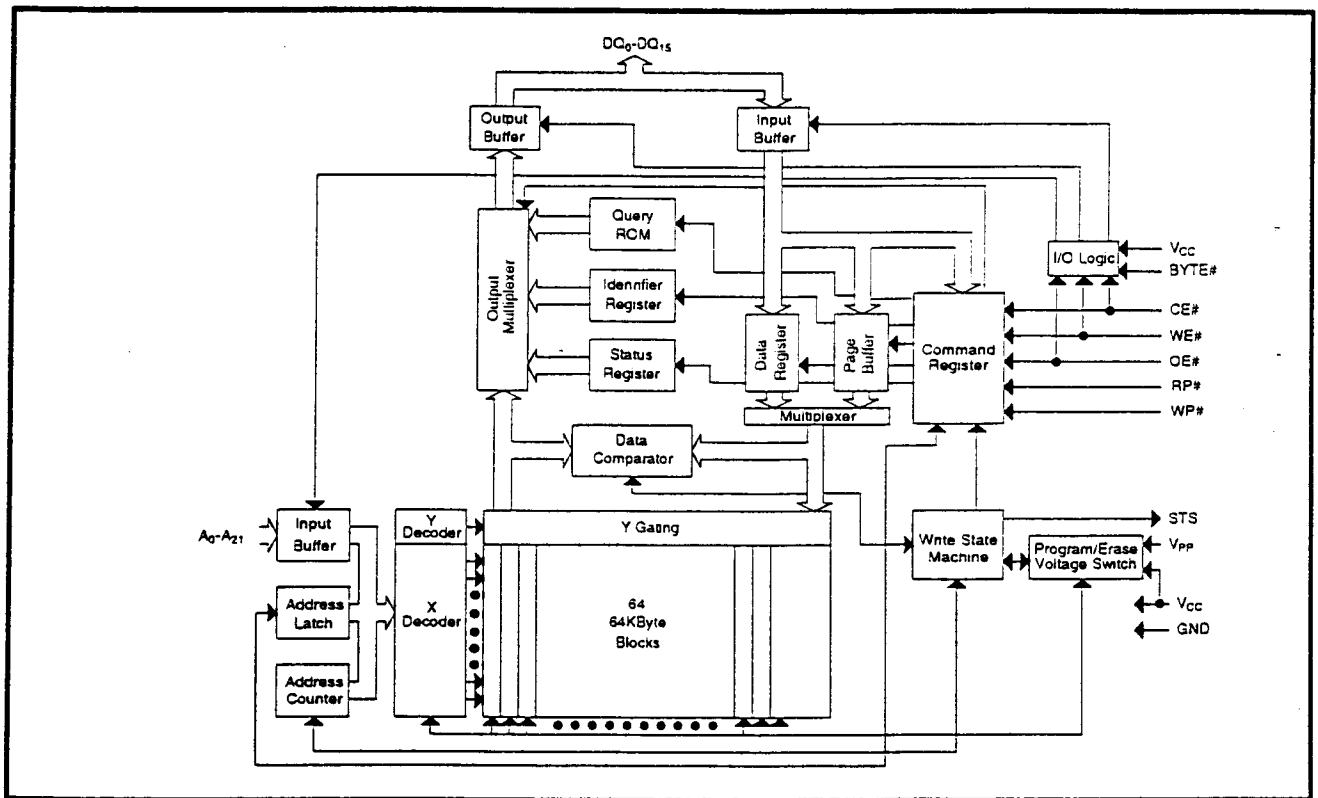 DQ0-DQ15
Output
Buffer
Input
Buffer
Output
Multiplexer
Query
ROM
Idennfier
Register
Status
Register
Data
Register
Page
Buffer
Multiplexer
Command
Register
I/O Logic
VCC
BYTE#
CE#
WE#
OE#
RP#
WP#
Data
Comparator
A0-A21
Input
Buffer
Address
Latch
Address
Counter
Y
Decoder
X
Decoder
Y Gating
64
64KByte
Blocks
Write State
Machine
Program/Erase
Voltage Switch
STS
VPP
VCC
GND